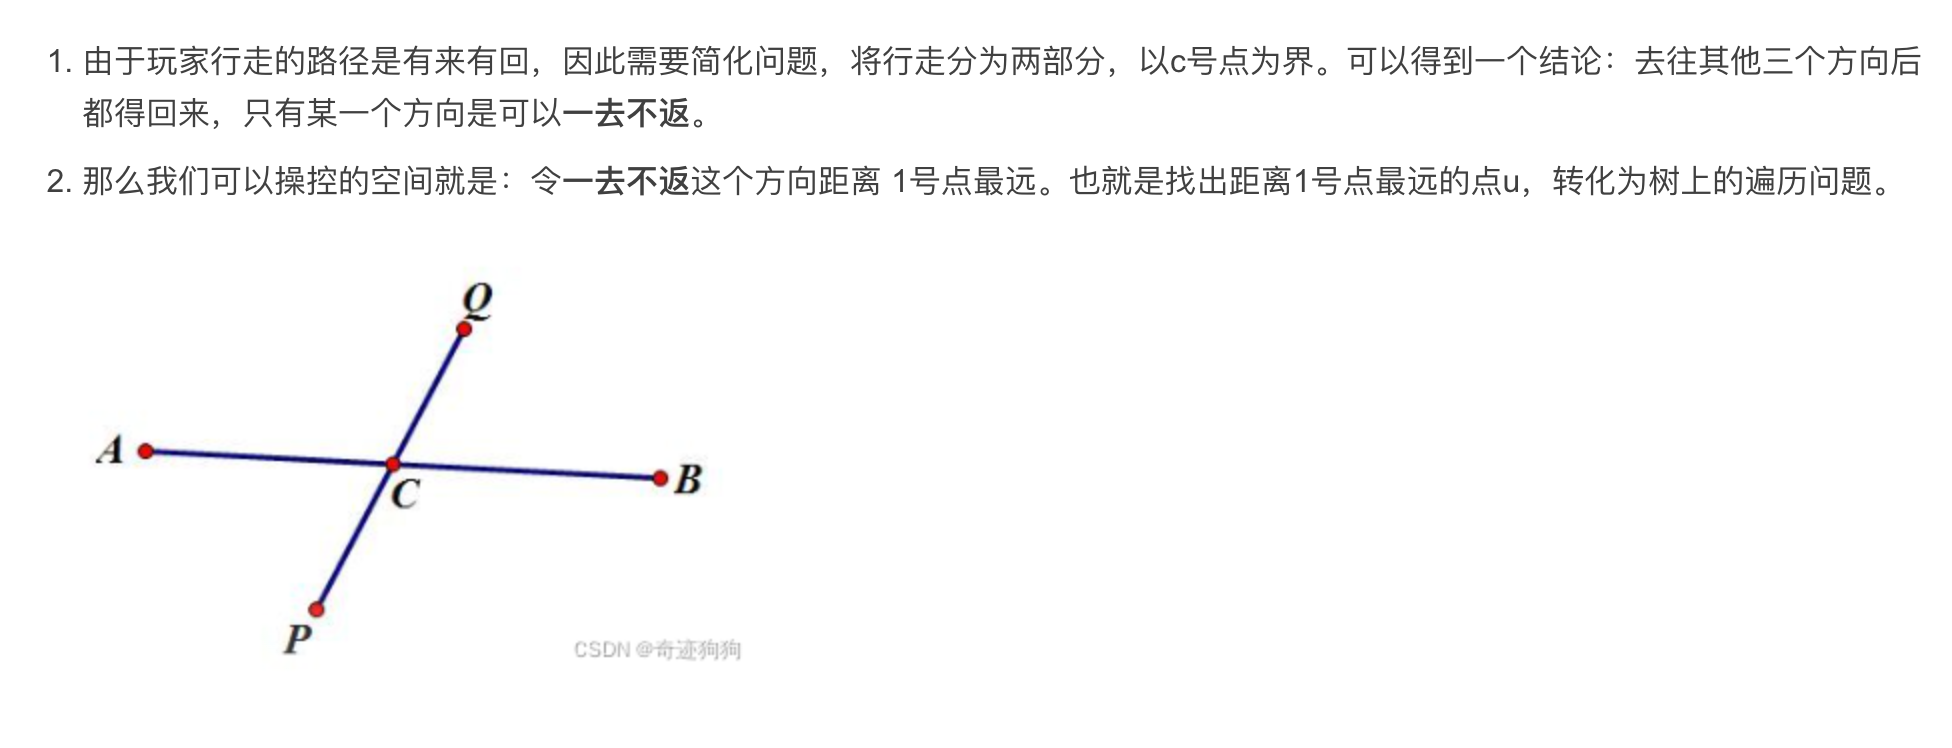 1. 由于玩家行走的路径是有来有回，因此需要简化问题，将行走分为两部分，以c号点为界。可以得到一个结论：去往其他三个方向后
都得回来，只有某一个方向是可以一去不返。
2. 那么我们可以操控的空间就是：令一去不返这个方向距离 1号点最远。也就是找出距离1号点最远的点u，转化为树上的遍历问题。
Q
A
C
B
P
CSDN @奇迹狗狗